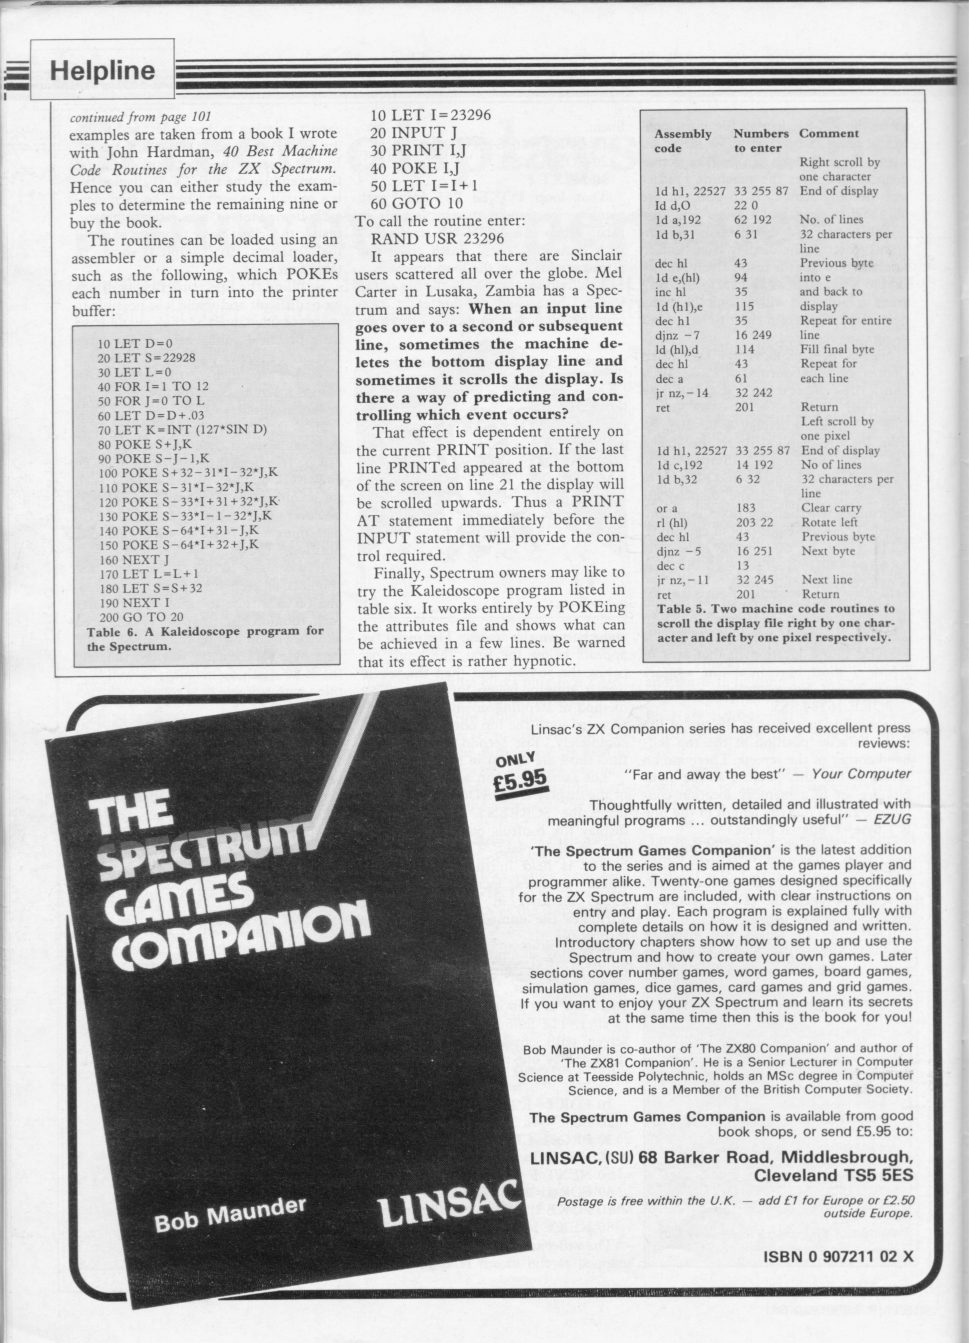 Helpline
continued from page 101
examples are taken from a book I wrote
with John Hardman, 40 Best Machine
Code Routines for the ZX Spectrum.
Hence you can either study the exam-
ples to determine the remaining nine or
buy the book.
The routines can be loaded using an
assembler or a simple decimal loader,
such as the following, which POKEs
each number in turn into the printer
buffer:
10 LET D=0
20 LET S=22928
30 LET L=0
40 FOR I=1 TO 12
50 FOR J=0 TO L
60 LET D=D+.03
70 LET K=INT (127*SIN D)
80 POKE S+J,K
90 POKE S-J-1,K
100 POKE S+32-31*I-32*J,K
110 POKE S-31*I-32*J,K
120 POKE S-33*I+31+32*J,K
130 POKE S-33*I-1-32*J,K
140 POKE S-64*I+31-J,K
150 POKE S-64*I+32+J,K
160 NEXT J
170 LET L=L+1
180 LET S=S+32
190 NEXT I
200 GO TO 20
Table 6. A Kaleidoscope program for
the Spectrum.
10 LET I=23296
20 INPUT J
30 PRINT I,J
40 POKE I,J
50 LET I=I+1
60 GOTO 10
To call the routine enter:
RAND USR 23296
It appears that there are Sinclair
users scattered all over the globe. Mel
Carter in Lusaka, Zambia has a Spec-
trum and says: When an input line
goes over to a second or subsequent
line, sometimes the machine de-
letes the bottom display line and
sometimes it scrolls the display. Is
there a way of predicting and con-
trolling which event occurs?
That effect is dependent entirely on
the current PRINT position. If the last
line PRINTed appeared at the bottom
of the screen on line 21 the display will
be scrolled upwards. Thus a PRINT
AT statement immediately before the
INPUT statement will provide the con-
trol required.
Finally, Spectrum owners may like to
try the Kaleidoscope program listed in
table six. It works entirely by POKEing
the attributes file and shows what can
be achieved in a few lines. Be warned
that its effect is rather hypnotic.
Assembly Numbers Comment
code to enter
Right scroll by
one character
ld h1, 22527 33 255 87 End of display
Id d,O 22 0
ld a,192 62 192 No. of lines
ld b,31 6 31 32 characters per
line
dec hl 43 Previous byte
ld e,(hl) 94 into e
inc hl 35 and back to
ld (h1),e 115 display
dec h1 35 Repeat for entire
djnz -7 16 249 line
ld (hl),d 114 Fill final byte
dec hl 43 Repeat for
dec a 61 each line
jr nz,-14 32 242
ret 201 Return
Left scroll by
one pixel
ld h1, 22527 33 255 87 End of display
ld c,192 14 192 No of lines
ld b,32 6 32 32 characters per
line
or a 183 Clear carry
rl (hl) 203 22 Rotate left
dec hl 43 Previous byte
djnz -5 16 251 Next byte
dec c 13
jr nz,-11 32 245 Next line
ret 201 Return
Table 5. Two machine code routines to
scroll the display file right by one char-
acter and left by one pixel respectively.
THE
SPECTRUM
GAMES
COMPANION
Bob Maunder
LINSAC
ONLY
£5.95
Linsac's ZX Companion series has received excellent press
reviews:
"Far and away the best" — Your Computer
Thoughtfully written, detailed and illustrated with
meaningful programs ... outstandingly useful" — EZUG
'The Spectrum Games Companion' is the latest addition
to the series and is aimed at the games player and
programmer alike. Twenty-one games designed specifically
for the ZX Spectrum are included, with clear instructions on
entry and play. Each program is explained fully with
complete details on how it is designed and written.
Introductory chapters show how to set up and use the
Spectrum and how to create your own games. Later
sections cover number games, word games, board games,
simulation games, dice games, card games and grid games.
If you want to enjoy your ZX Spectrum and learn its secrets
at the same time then this is the book for you!
Bob Maunder is co-author of 'The ZX80 Companion' and author of
'The ZX81 Companion'. He is a Senior Lecturer in Computer
Science at Teesside Polytechnic, holds an MSc degree in Computer
Science, and is a Member of the British Computer Society.
The Spectrum Games Companion is available from good
book shops, or send £5.95 to:
LINSAC, (SU) 68 Barker Road, Middlesbrough,
Cleveland TS5 5ES
Postage is free within the U.K. — add £1 for Europe or £2.50
outside Europe.
ISBN 0 907211 02 X